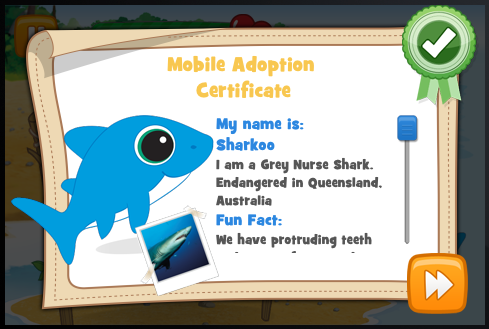 Mobile Adoption
Certificate
My name is:
Sharkoo
I am a Grey Nurse Shark.
Endangered in Queensland,
Australia
Fun Fact:
We have protruding teeth